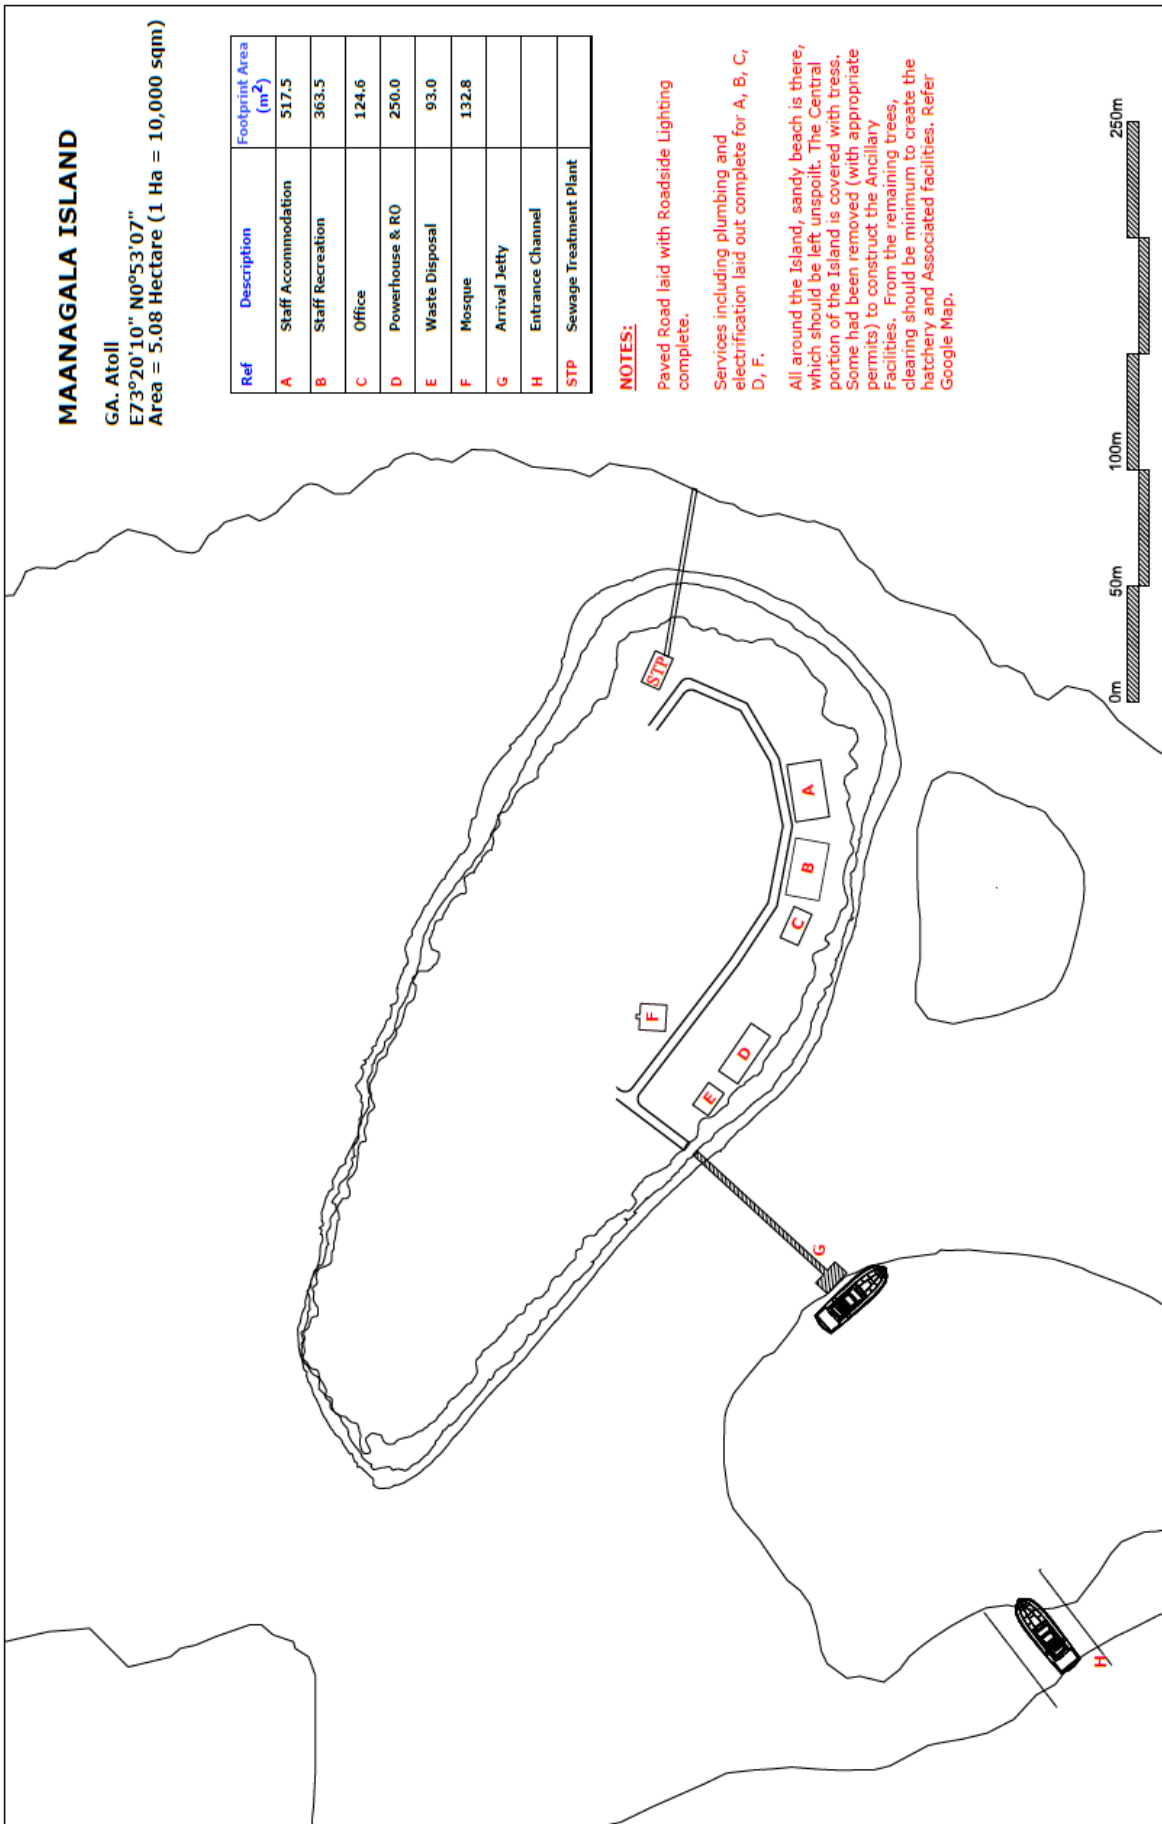 MAANAGALA ISLAND
GA. Atoll
E73°20'10" N0°53'07"
Area = 5.08 Hectare (1 Ha = 10,000 sqm)
Ref Description Footprint Area (m²)
A Staff Accommodation 517.5
B Staff Recreation 363.5
C Office 124.6
D Powerhouse & RO 250.0
E Waste Disposal 93.0
F Mosque 132.8
G Arrival Jetty
H Entrance Channel
STP Sewage Treatment Plant
NOTES:
Paved Road laid with Roadside Lighting
complete.
Services including plumbing and
electrification laid out complete for A, B, C,
D, F.
All around the Island, sandy beach is there,
which should be left unspoilt. The Central
portion of the Island is covered with tress.
Some had been removed (with appropriate
permits) to construct the Ancillary
Facilities. From the remaining trees,
clearing should be minimum to create the
hatchery and Associated facilities. Refer
Google Map.
STP
A
B
C
F
D
E
G
H
0m 50m 100m 250m